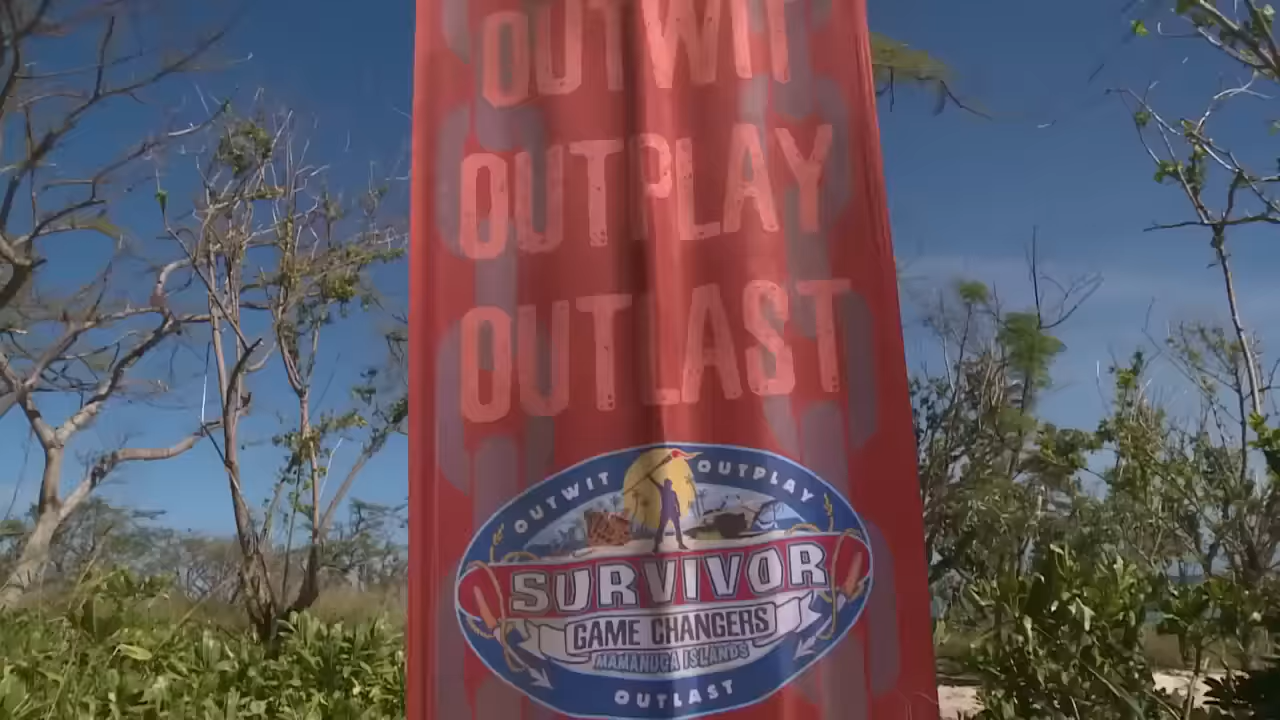 OUTWIT
OUTPLAY
OUTLAST
OUTWIT OUTPLAY
SURVIVOR
GAME CHANGERS
MAMANUCA ISLANDS
OUTLAST